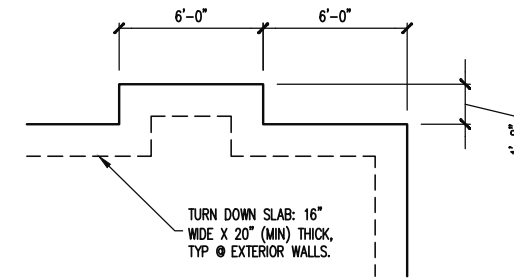 6'-0" 6'-0"
TURN DOWN SLAB: 16"
WIDE X 20" (MIN) THICK,
TYP @ EXTERIOR WALLS.